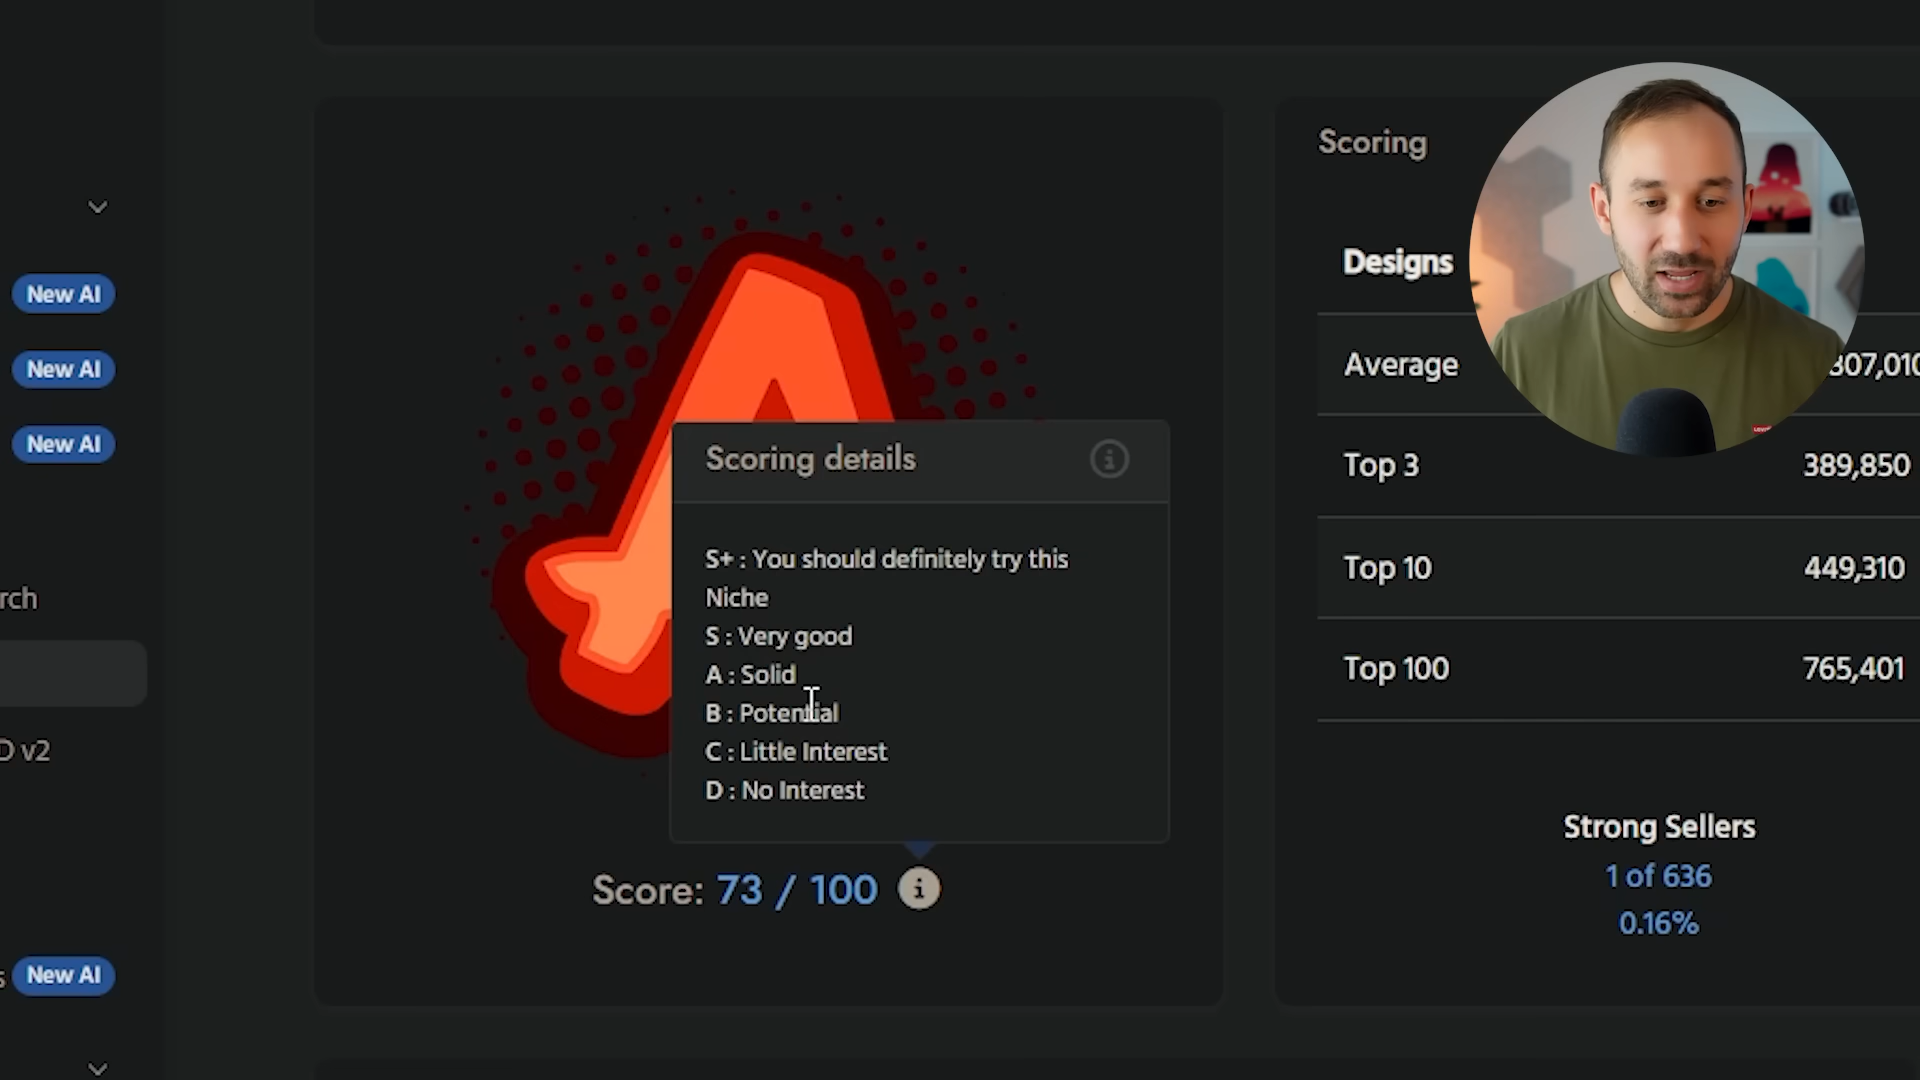 New AI
New AI
New AI
rch
D v2
s New AI
A
Scoring details
S+ : You should definitely try this
Niche
S : Very good
A : Solid
B : Potential
C : Little Interest
D : No Interest
Score: 73 / 100
Scoring
Designs
Average 307,010
Top 3 389,850
Top 10 449,310
Top 100 765,401
Strong Sellers
1 of 636
0.16%